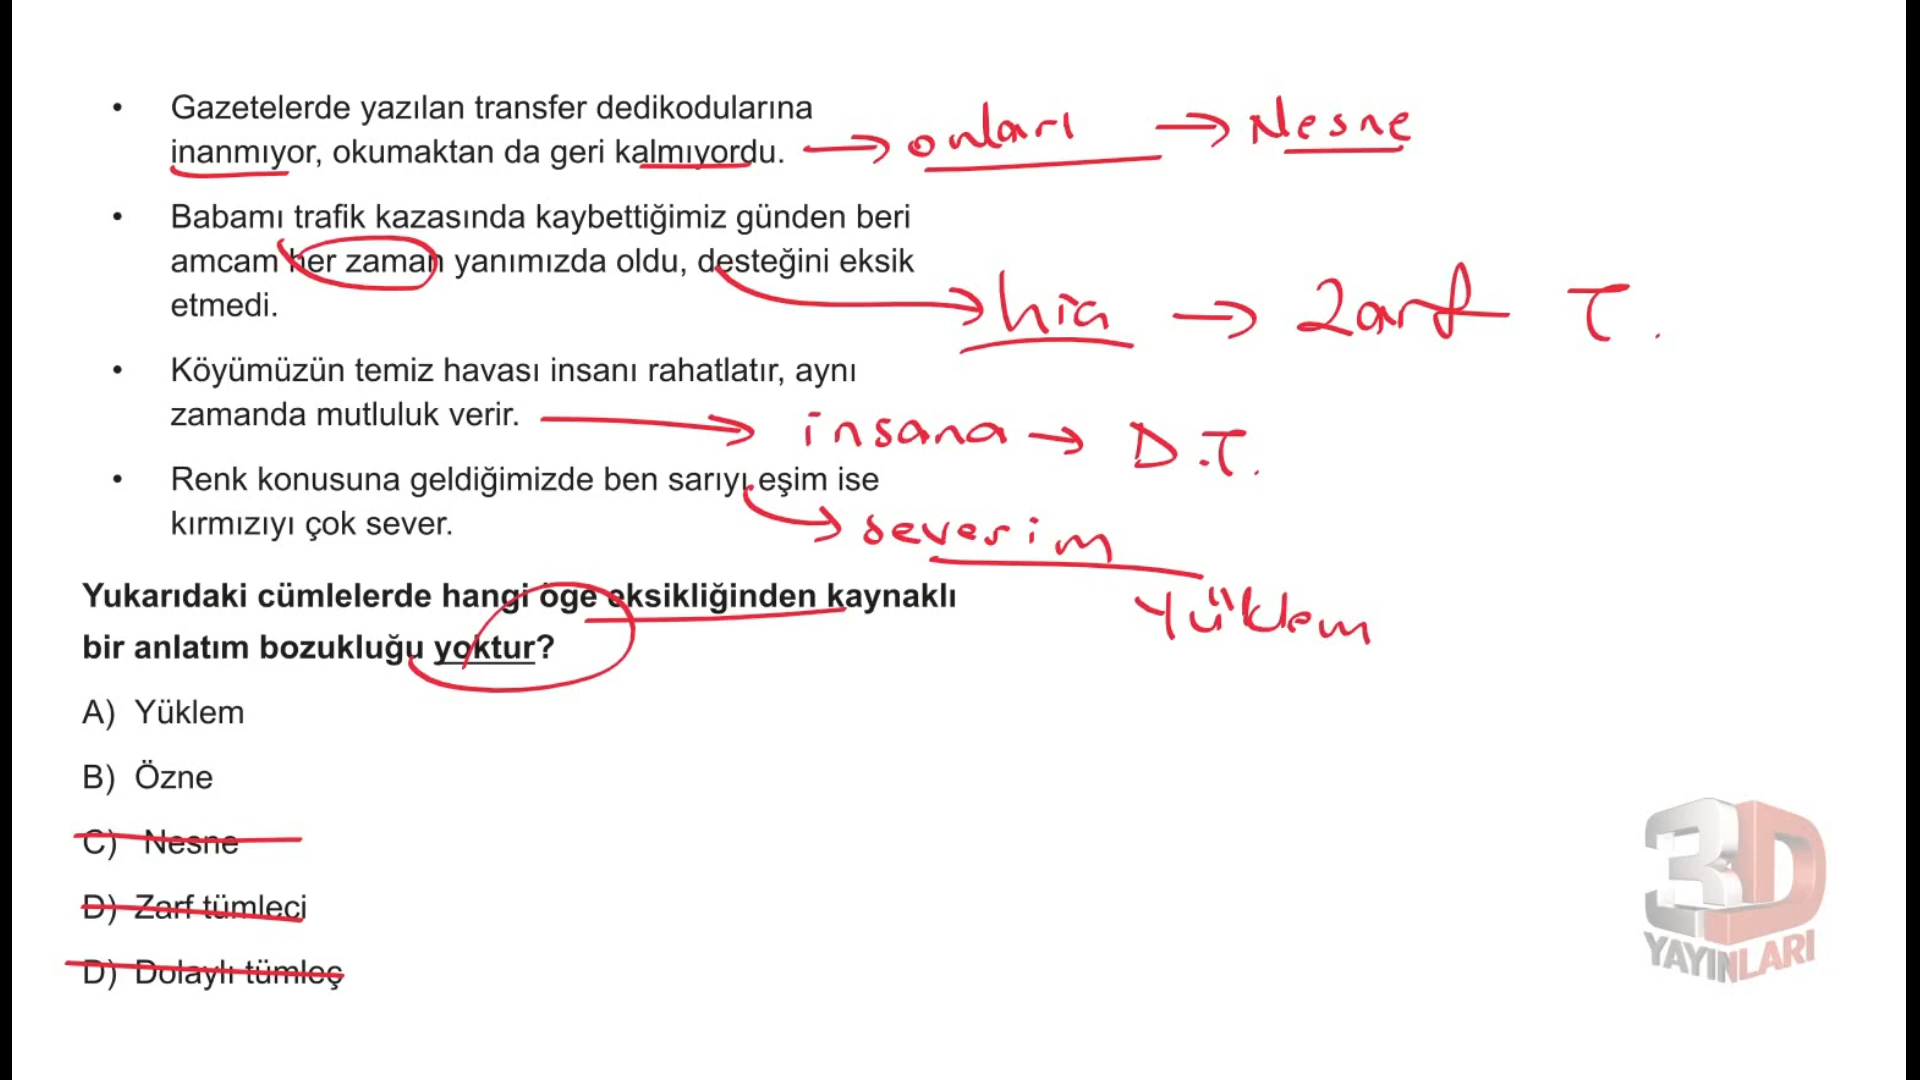 • Gazetelerde yazılan transfer dedikodularına
inanmıyor, okumaktan da geri kalmıyordu. → onları → Nesne
• Babamı trafik kazasında kaybettiğimiz günden beri
amcam her zaman yanımızda oldu, desteğini eksik
etmedi. → hiç → Zarf T.
• Köyümüzün temiz havası insanı rahatlatır, aynı
zamanda mutluluk verir. → insana → D.T.
• Renk konusuna geldiğimizde ben sarıyı eşim ise
kırmızıyı çok sever. → severim
Yüklem
Yukarıdaki cümlelerde hangi öge eksikliğinden kaynaklı
bir anlatım bozukluğu yoktur?
A) Yüklem
B) Özne
C) Nesne
D) Zarf tümleci
D) Dolaylı tümleç
3D
YAYINLARI